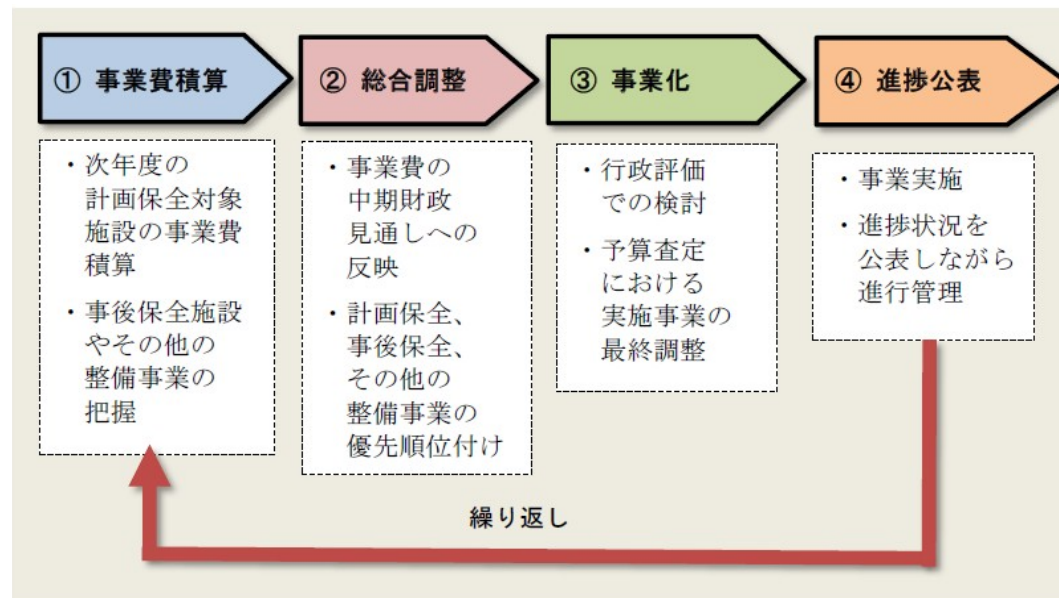 ① 事業費積算
・次年度の
計画保全対象
施設の事業費
積算
・事後保全施設
やその他の
整備事業の
把握
② 総合調整
・事業費の
中期財政
見通しへの
反映
・計画保全、
事後保全、
その他の
整備事業の
優先順位付け
③ 事業化
・行政評価
での検討
・予算査定
における
実施事業の
最終調整
④ 進捗公表
・事業実施
・進捗状況を
公表しながら
進行管理
繰り返し